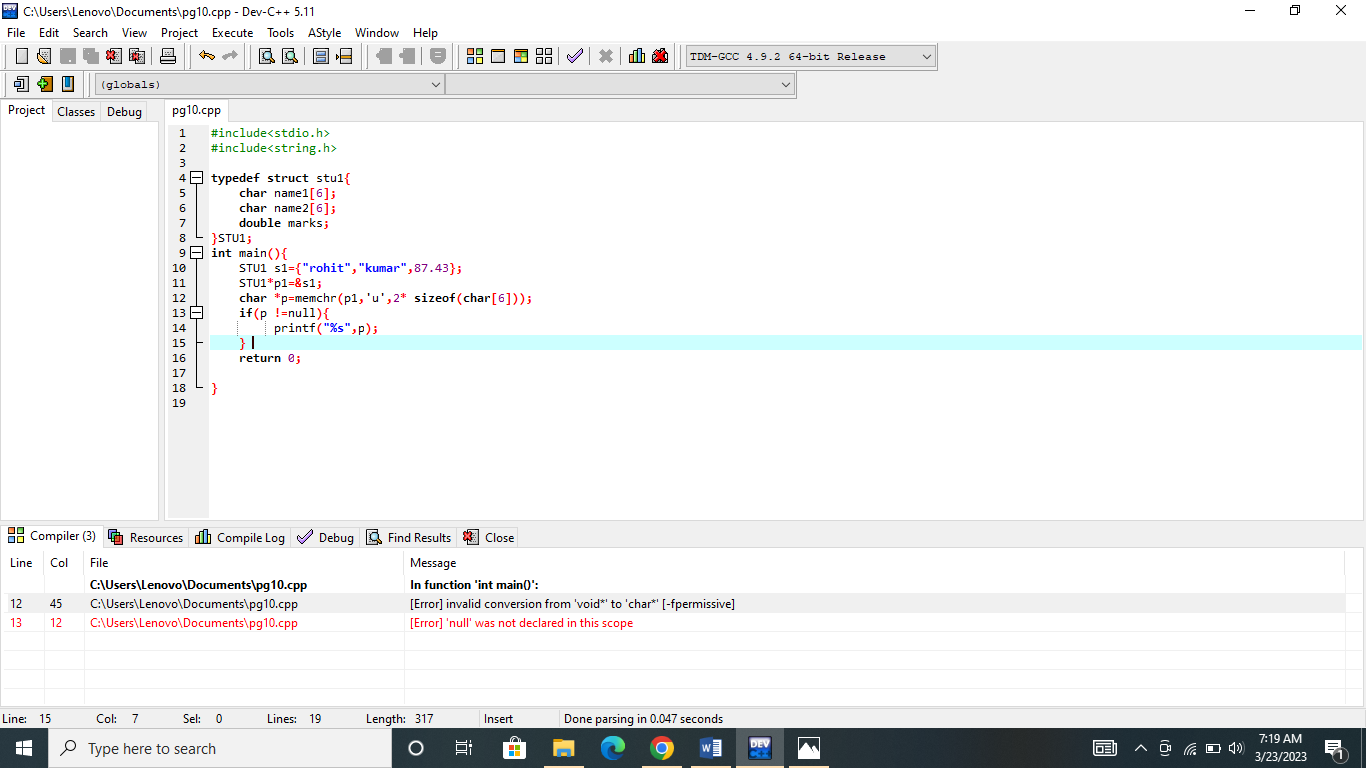 C:\Users\Lenovo\Documents\pg10.cpp - Dev-C++ 5.11
File Edit Search View Project Execute Tools AStyle Window Help
TDM-GCC 4.9.2 64-bit Release
(globals)
Project Classes Debug pg10.cpp
1 #include<stdio.h>
2 #include<string.h>
3
4 typedef struct stu1{
5 char name1[6];
6 char name2[6];
7 double marks;
8 }STU1;
9 int main(){
10 STU1 s1={"rohit","kumar",87.43};
11 STU1*p1=&s1;
12 char *p=memchr(p1,'u',2* sizeof(char[6]));
13 if(p !=null){
14 printf("%s",p);
15 }
16 return 0;
17
18 }
19
Compiler (3) Resources Compile Log Debug Find Results Close
Line Col File Message
C:\Users\Lenovo\Documents\pg10.cpp In function 'int main()':
12 45 C:\Users\Lenovo\Documents\pg10.cpp [Error] invalid conversion from 'void*' to 'char*' [-fpermissive]
13 12 C:\Users\Lenovo\Documents\pg10.cpp [Error] 'null' was not declared in this scope
Line: 15 Col: 7 Sel: 0 Lines: 19 Length: 317 Insert Done parsing in 0.047 seconds
Type here to search
DEV
7:19 AM
3/23/2023
1